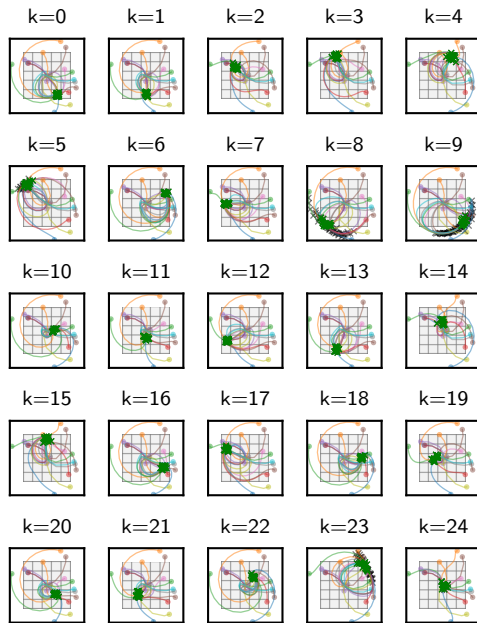 k=0 k=1 k=2 k=3 k=4
k=5 k=6 k=7 k=8 k=9
k=10 k=11 k=12 k=13 k=14
k=15 k=16 k=17 k=18 k=19
k=20 k=21 k=22 k=23 k=24